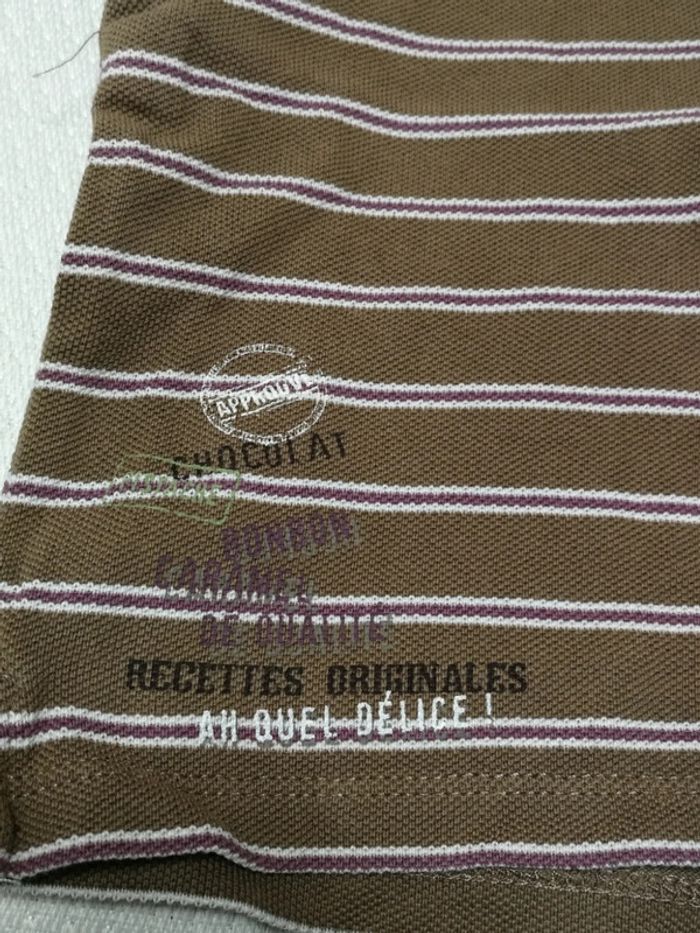 APPROUVÉ
CHOCOLAT
BONBON
CARAMEL
DE QUALITÉ
RECETTES ORIGINALES
AH QUEL DÉLICE !